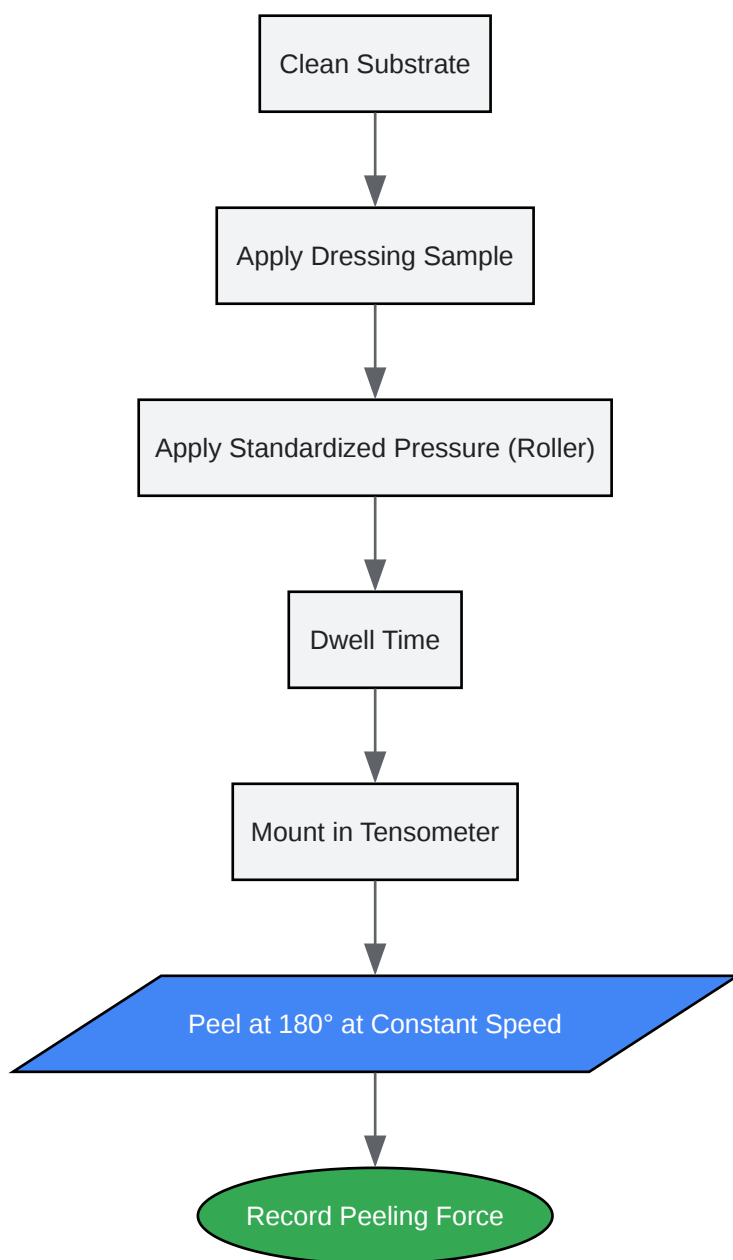 Clean Substrate
Apply Dressing Sample
Apply Standardized Pressure (Roller)
Dwell Time
Mount in Tensometer
Peel at 180° at Constant Speed
Record Peeling Force